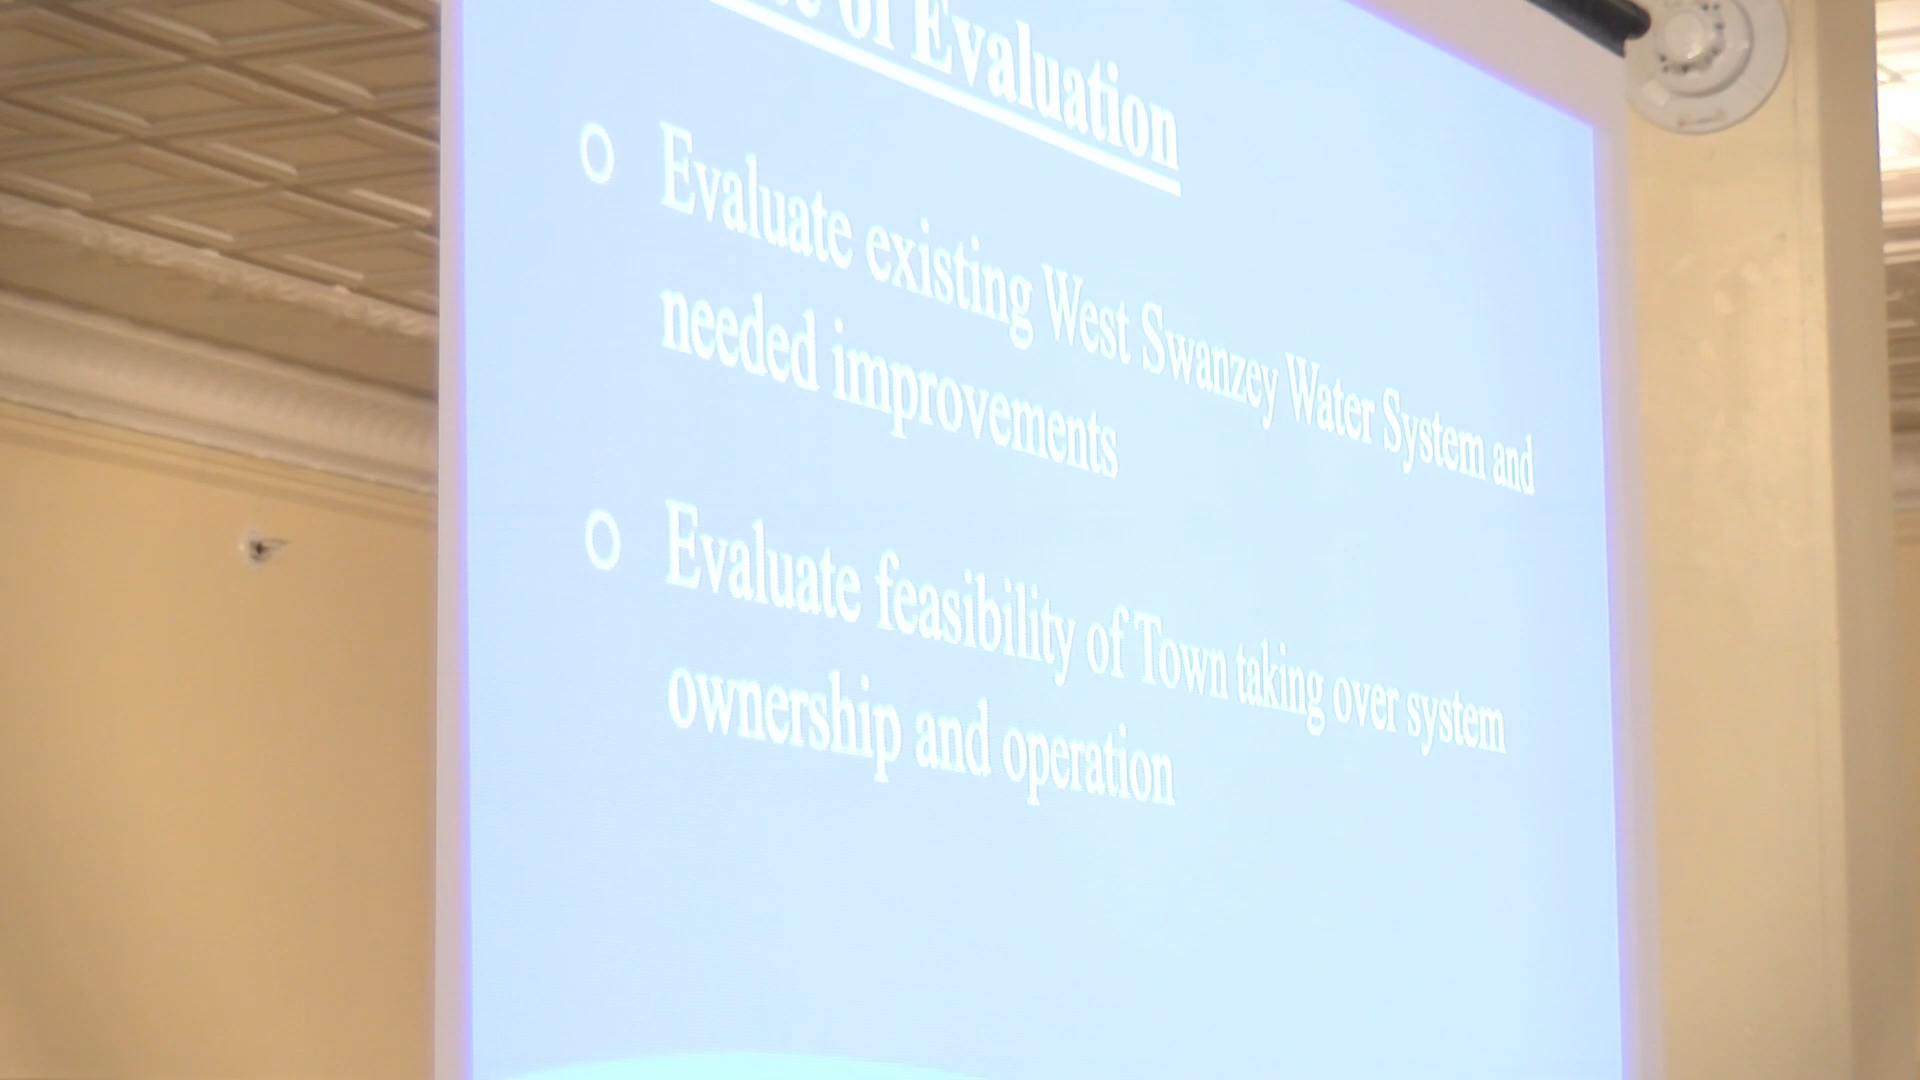 of Evaluation
Evaluate existing West Swanzey Water System and
needed improvements
Evaluate feasibility of Town taking over system
ownership and operation